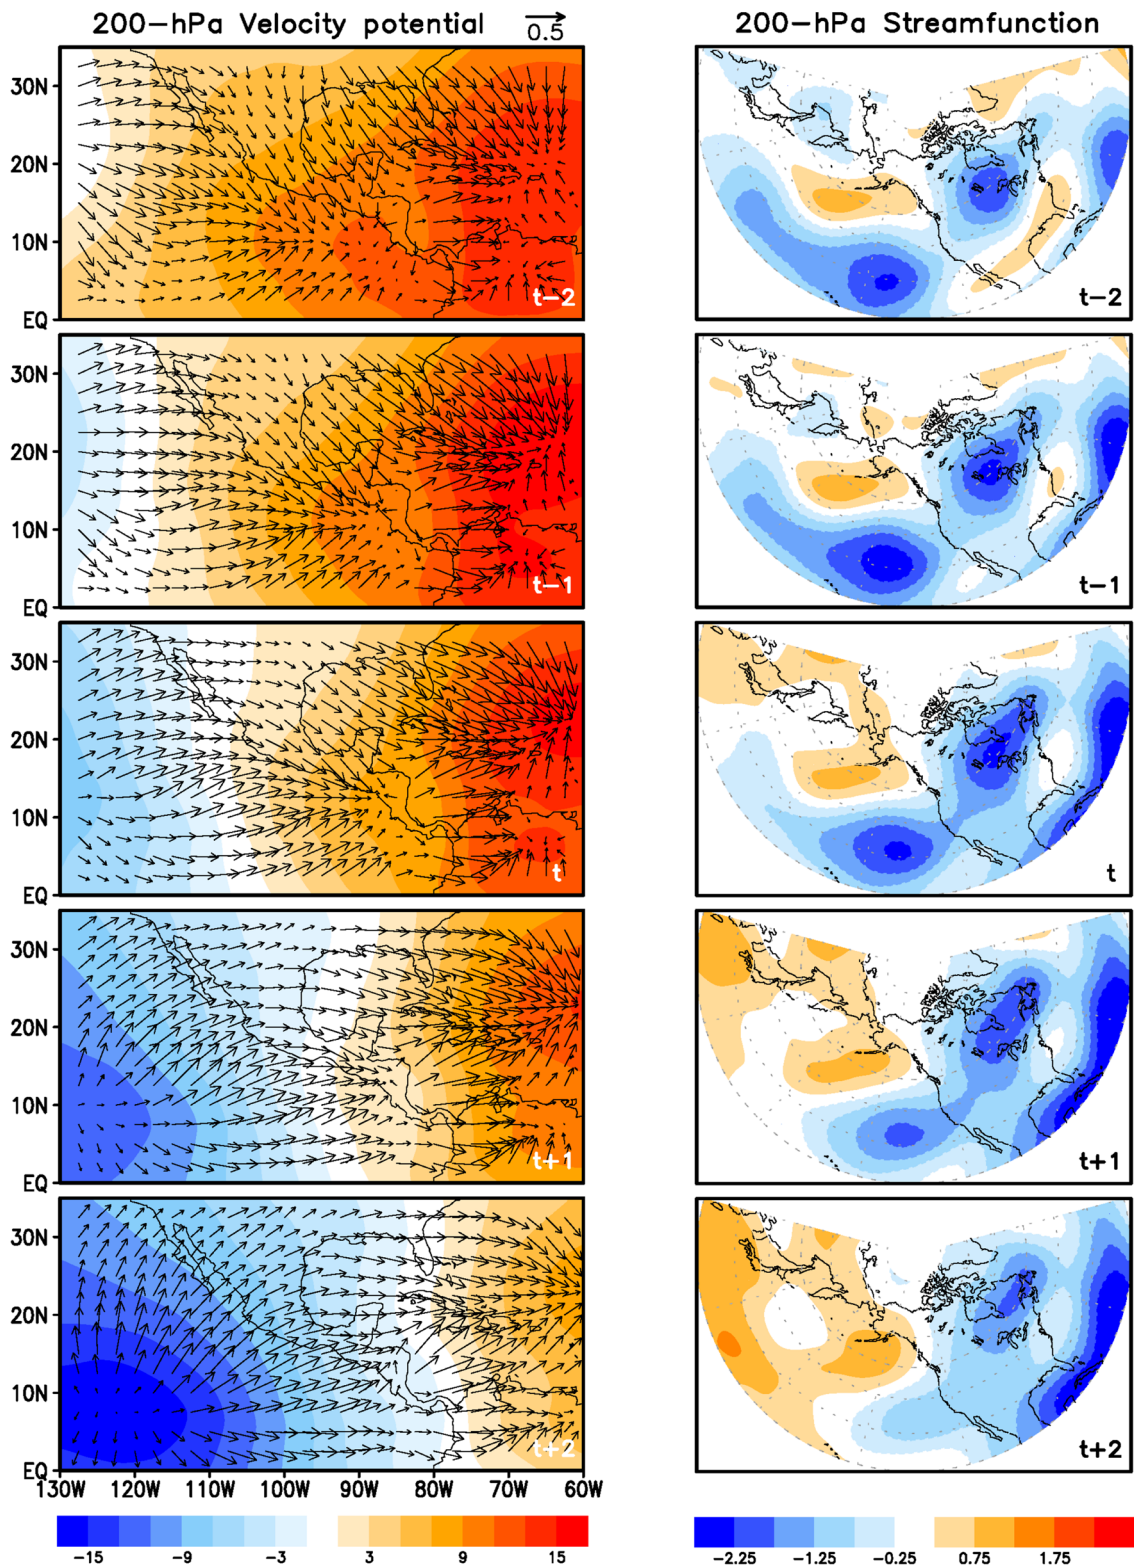 200-hPa Velocity potential
0.5
200-hPa Streamfunction
30N
20N
10N
EQ
t-2
t-2
30N
20N
10N
EQ
t-1
t-1
30N
20N
10N
EQ
t
t
30N
20N
10N
EQ
t+1
t+1
30N
20N
10N
EQ
t+2
t+2
130W 120W 110W 100W 90W 80W 70W 60W
-15 -9 -3 3 9 15
-2.25 -1.25 -0.25 0.75 1.75